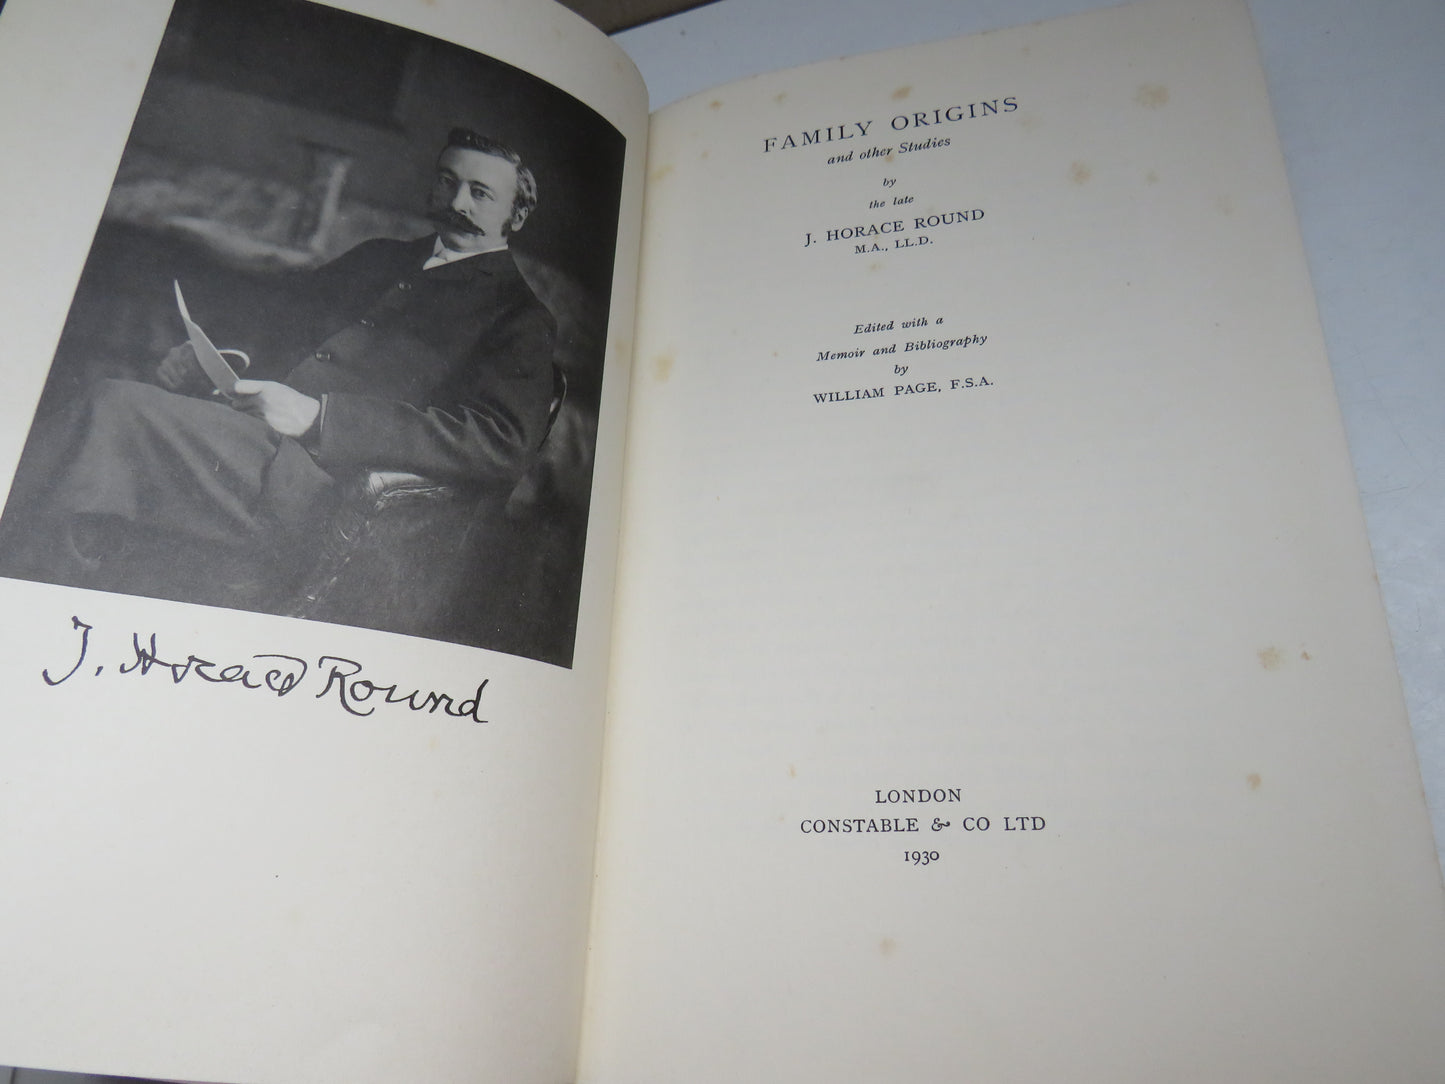 J. Horace Round
FAMILY ORIGINS
and other Studies
by
the late
J. HORACE ROUND
M.A., LL.D.
Edited with a
Memoir and Bibliography
by
WILLIAM PAGE, F.S.A.
LONDON
CONSTABLE & CO LTD
1930